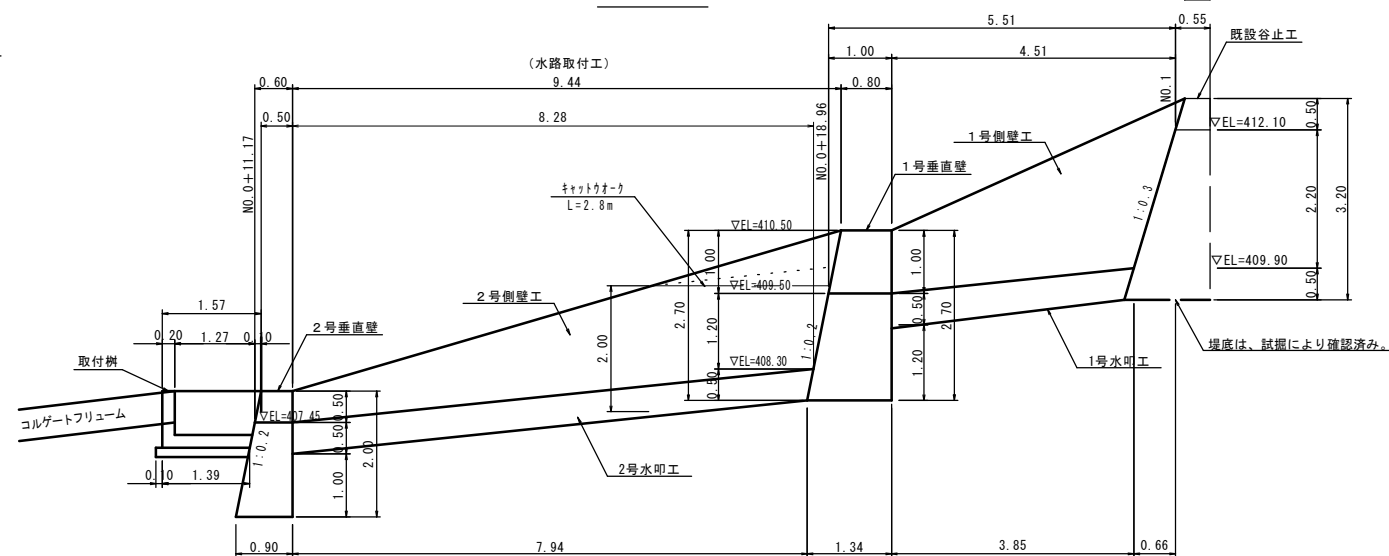 5.51
0.55
既設谷止工
1.00
4.51
(水路取付工)
0.60
9.44
0.80
NO.1
0.50
8.28
0.50
▽EL=412.10
NO.0+11.17
NO.0+18.96
1号側壁工
1号垂直壁
キャットウオーク
L=2.8m
1:0.3
2.20
3.20
▽EL=410.50
1.00
1.00
▽EL=409.90
▽EL=409.50
0.50
0.50
2.70
2.70
1.57
2号側壁工
2.00
1.20
1:0.2
1.20
0.20
1.27
0.10
2号垂直壁
堤底は、試掘により確認済み。
取付桝
▽EL=408.30
1号水叩工
0.50
コルゲートフリューム
▽EL=407.45
0.50
0.50
2.00
1:0.2
2号水叩工
0.10
1.39
1.00
0.90
7.94
1.34
3.85
0.66